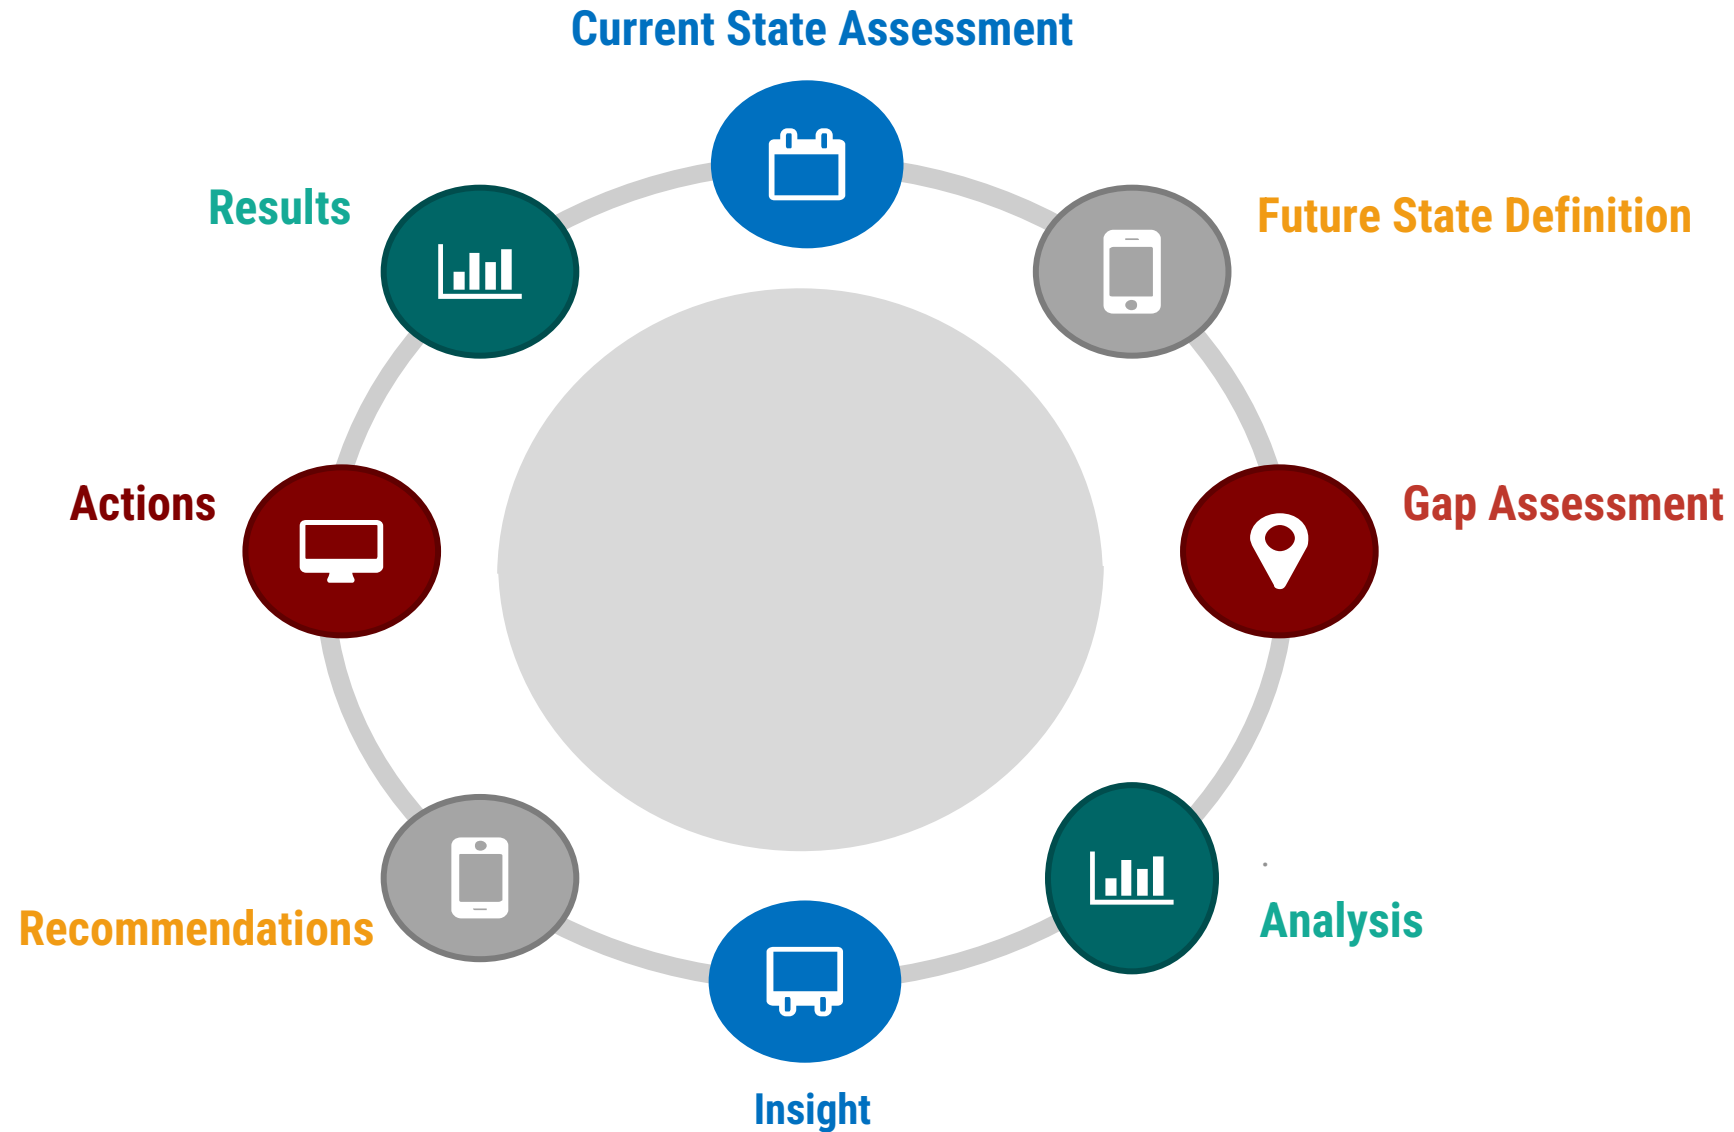 Current State Assessment
Results
Future State Definition
Actions
Gap Assessment
Recommendations
Analysis
Insight